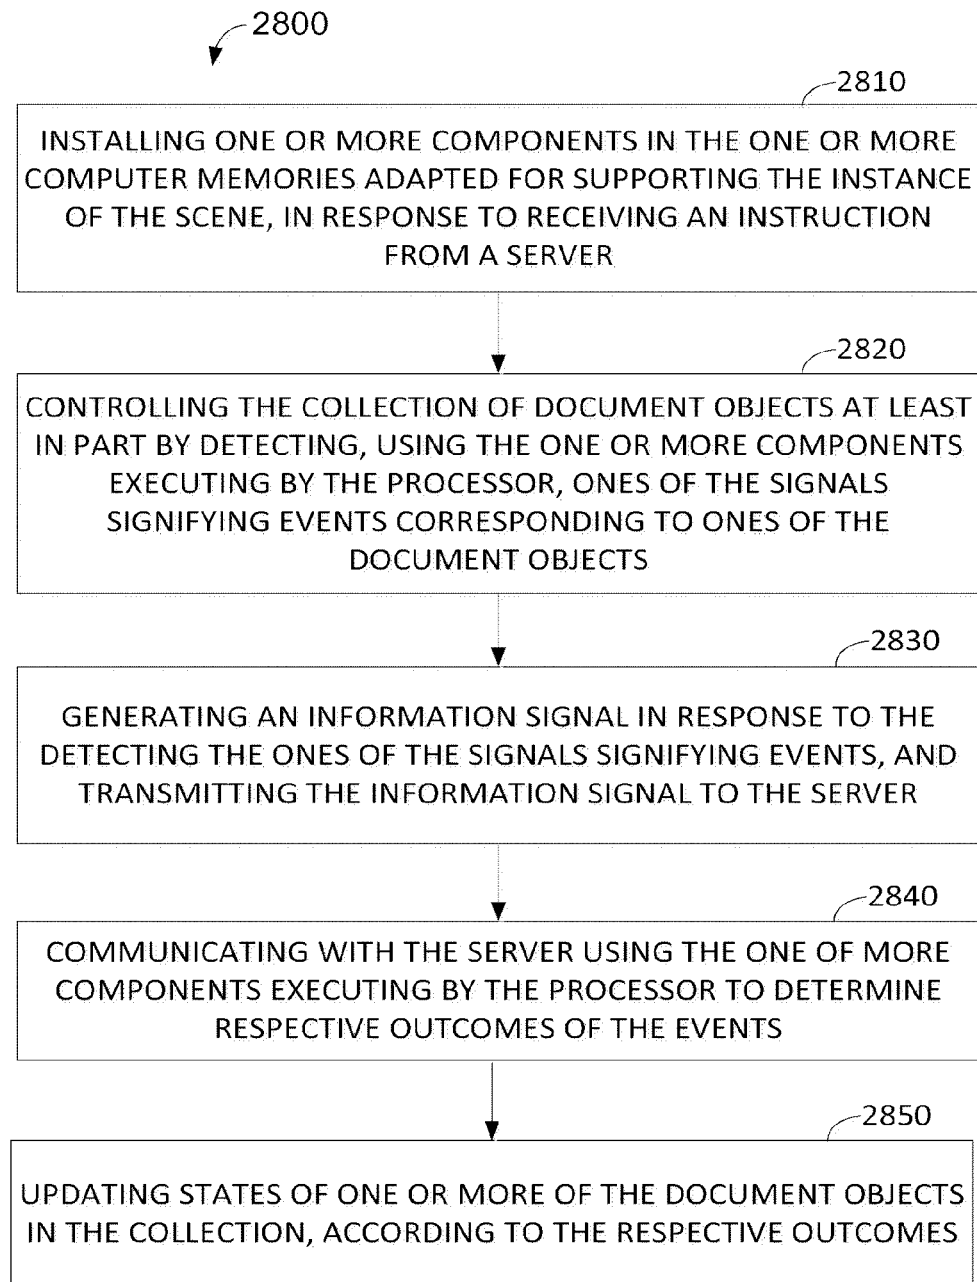 2800
2810
INSTALLING ONE OR MORE COMPONENTS IN THE ONE OR MORE
COMPUTER MEMORIES ADAPTED FOR SUPPORTING THE INSTANCE
OF THE SCENE, IN RESPONSE TO RECEIVING AN INSTRUCTION
FROM A SERVER
2820
CONTROLLING THE COLLECTION OF DOCUMENT OBJECTS AT LEAST
IN PART BY DETECTING, USING THE ONE OR MORE COMPONENTS
EXECUTING BY THE PROCESSOR, ONES OF THE SIGNALS
SIGNIFYING EVENTS CORRESPONDING TO ONES OF THE
DOCUMENT OBJECTS
2830
GENERATING AN INFORMATION SIGNAL IN RESPONSE TO THE
DETECTING THE ONES OF THE SIGNALS SIGNIFYING EVENTS, AND
TRANSMITTING THE INFORMATION SIGNAL TO THE SERVER
2840
COMMUNICATING WITH THE SERVER USING THE ONE OF MORE
COMPONENTS EXECUTING BY THE PROCESSOR TO DETERMINE
RESPECTIVE OUTCOMES OF THE EVENTS
2850
UPDATING STATES OF ONE OR MORE OF THE DOCUMENT OBJECTS
IN THE COLLECTION, ACCORDING TO THE RESPECTIVE OUTCOMES